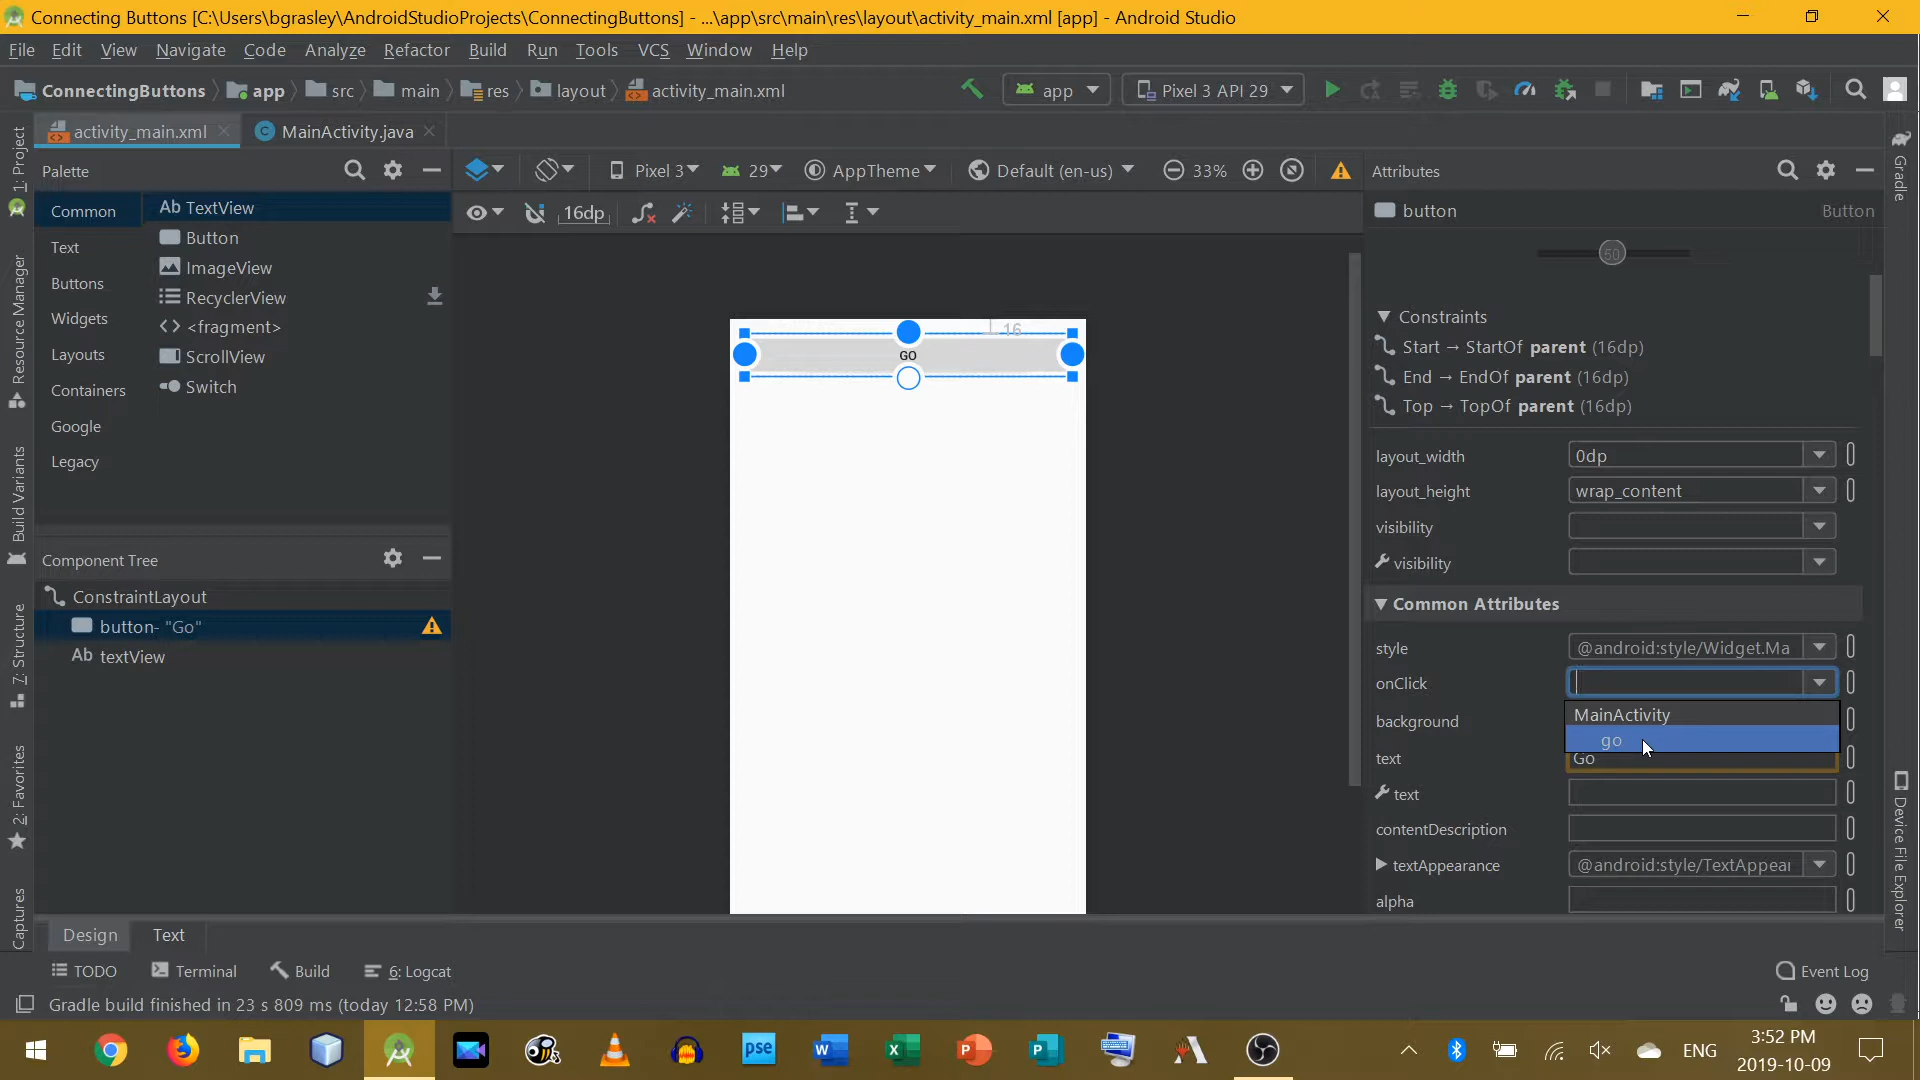 Connecting Buttons [C:\Users\bgrasley\AndroidStudioProjects\ConnectingButtons] - ...\app\src\main\res\layout\activity_main.xml [app] - Android Studio
File Edit View Navigate Code Analyze Refactor Build Run Tools VCS Window Help
ConnectingButtons app src main res layout activity_main.xml app Pixel 3 API 29
activity_main.xml MainActivity.java
1: Project
Resource Manager
Build Variants
7: Structure
2: Favorites
Captures
Palette
Common
Text
Buttons
Widgets
Layouts
Containers
Google
Legacy
Ab TextView
Button
ImageView
RecyclerView
<> <fragment>
ScrollView
Switch
Component Tree
ConstraintLayout
button- "Go"
Ab textView
Pixel 3 29 AppTheme Default (en-us) 33%
16dp
16
GO
Attributes
button Button
50
Constraints
Start → StartOf parent (16dp)
End → EndOf parent (16dp)
Top → TopOf parent (16dp)
layout_width 0dp
layout_height wrap_content
visibility
visibility
Common Attributes
style @android:style/Widget.Ma
onClick
MainActivity
go
background
text Go
text
contentDescription
textAppearance @android:style/TextAppear
alpha
Gradle
Device File Explorer
Design Text
TODO Terminal Build 6: Logcat Event Log
Gradle build finished in 23 s 809 ms (today 12:58 PM)
pse
ENG
3:52 PM
2019-10-09